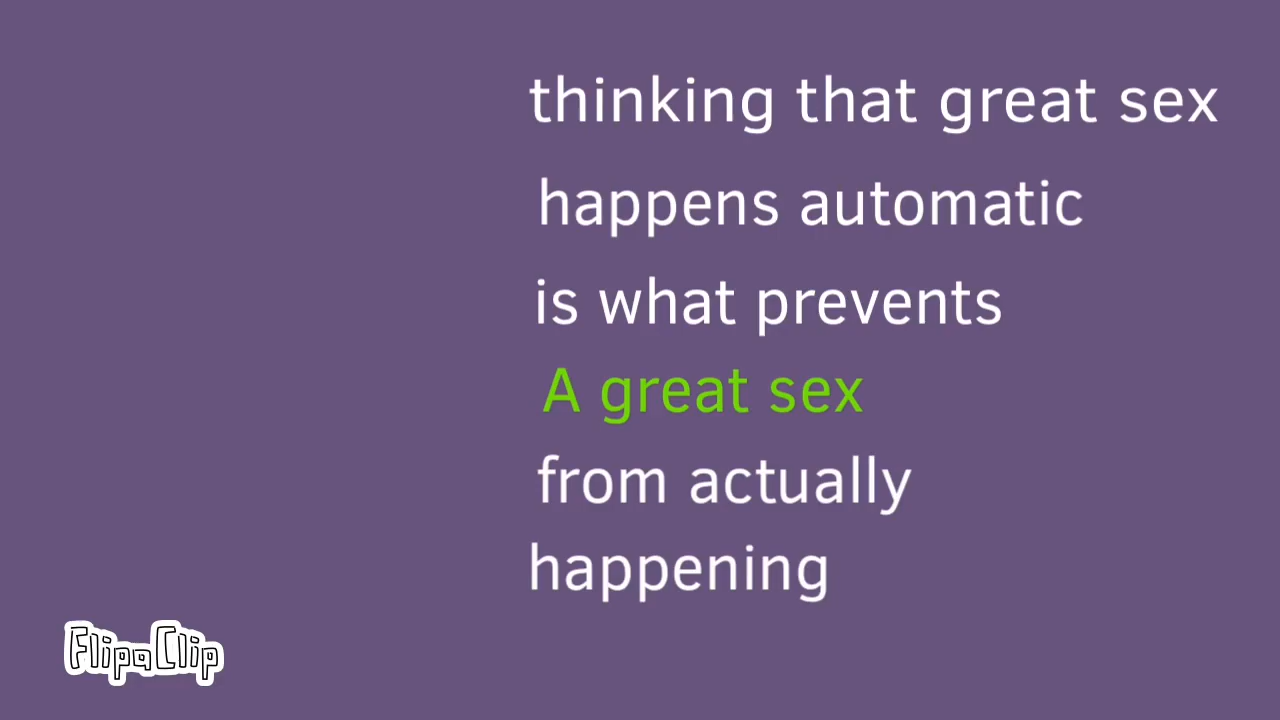 thinking that great sex
happens automatic
is what prevents
A great sex
from actually
happening
FlipaClip